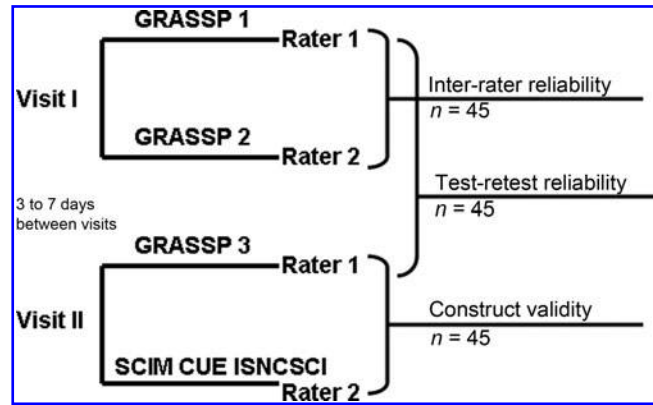 GRASSP 1
Rater 1
Visit I
Inter-rater reliability
n = 45
GRASSP 2
Rater 2
Test-retest reliability
n = 45
3 to 7 days
between visits
GRASSP 3
Rater 1
Visit II
Construct validity
n = 45
SCIM CUE ISNCSCI
Rater 2